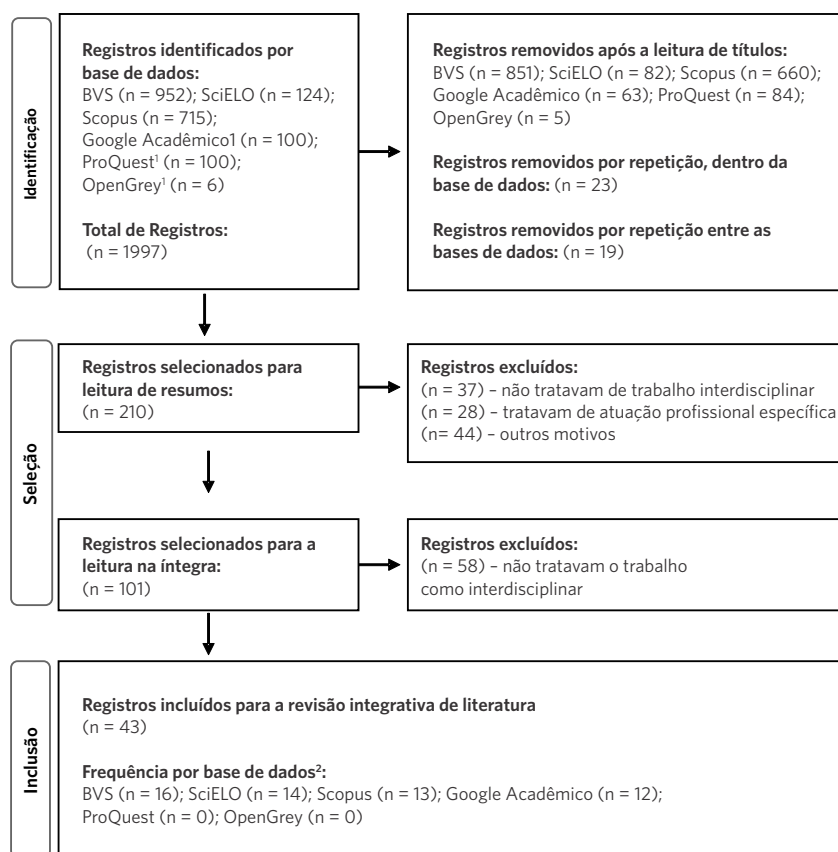 Identificação
Registros identificados por
base de dados:
BVS (n = 952); SciELO (n = 124);
Scopus (n = 715);
Google Acadêmico1 (n = 100);
ProQuest¹ (n = 100);
OpenGrey¹ (n = 6)
Total de Registros:
(n = 1997)
Registros removidos após a leitura de títulos:
BVS (n = 851); SciELO (n = 82); Scopus (n = 660);
Google Acadêmico (n = 63); ProQuest (n = 84);
OpenGrey (n = 5)
Registros removidos por repetição, dentro da
base de dados: (n = 23)
Registros removidos por repetição entre as
bases de dados: (n = 19)
Seleção
Registros selecionados para
leitura de resumos:
(n = 210)
Registros excluídos:
(n = 37) – não tratavam de trabalho interdisciplinar
(n = 28) – tratavam de atuação profissional específica
(n= 44) – outros motivos
Registros selecionados para a
leitura na íntegra:
(n = 101)
Registros excluídos:
(n = 58) – não tratavam o trabalho
como interdisciplinar
Inclusão
Registros incluídos para a revisão integrativa de literatura
(n = 43)
Frequência por base de dados²:
BVS (n = 16); SciELO (n = 14); Scopus (n = 13); Google Acadêmico (n = 12);
ProQuest (n = 0); OpenGrey (n = 0)